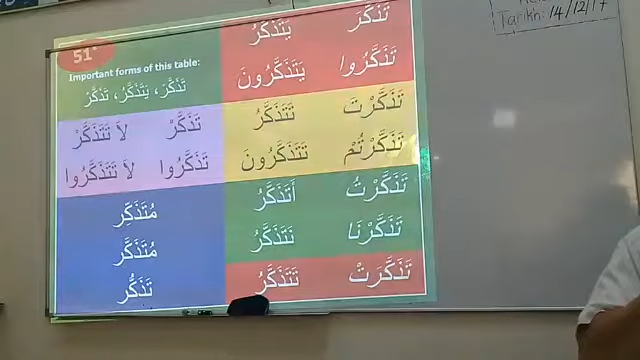 Tarikh: 14/12/17
51
Important forms of this table:
تَذَكَّرَ، يَتَذَكَّرُ، تَذَكَّرْ
تَذَكَّرَ يَتَذَكَّرُ
تَذَكَّرُوا يَتَذَكَّرُونَ
تَذَكَّرْتَ تَتَذَكَّرُ
تَذَكَّرْتُمْ تَتَذَكَّرُونَ
تَذَكَّرْتُ أَتَذَكَّرُ
تَذَكَّرْنَا نَتَذَكَّرُ
تَذَكَّرَتْ تَتَذَكَّرُ
تَذَكَّرْ لَا تَتَذَكَّرْ
تَذَكَّرُوا لَا تَتَذَكَّرُوا
مُتَذَكِّر
مُتَذَكَّر
تَذَكُّر